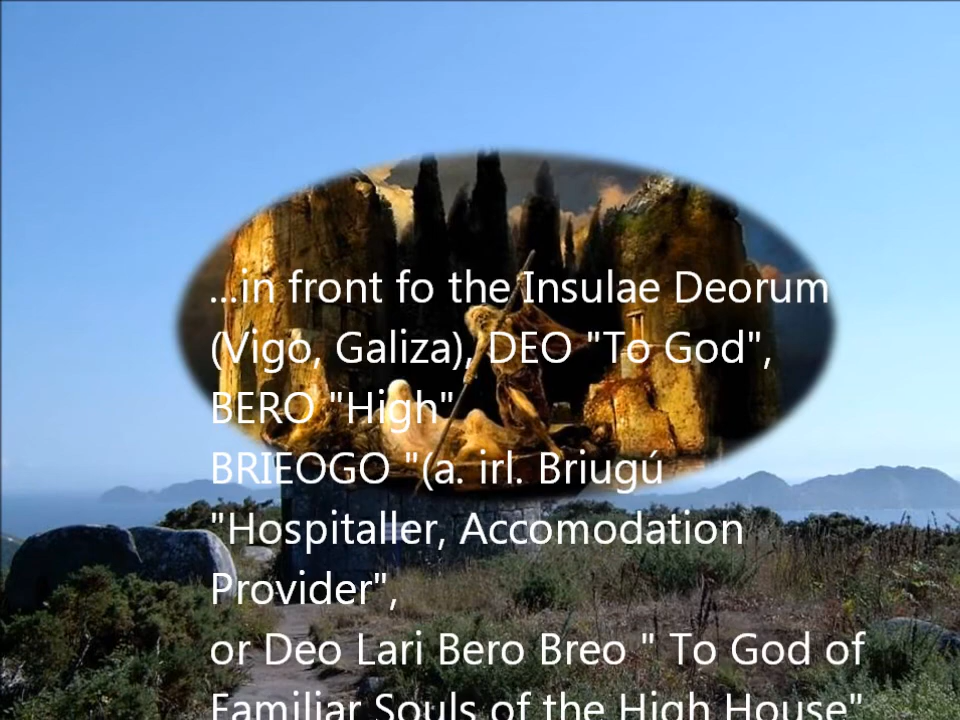 ...in front fo the Insulae Deorum
(Vigo, Galiza), DEO "To God",
BERO "High"
BRIEOGO "(a. irl. Briugú
"Hospitaller, Accomodation
Provider",
or Deo Lari Bero Breo " To God of
Familiar Souls of the High House"